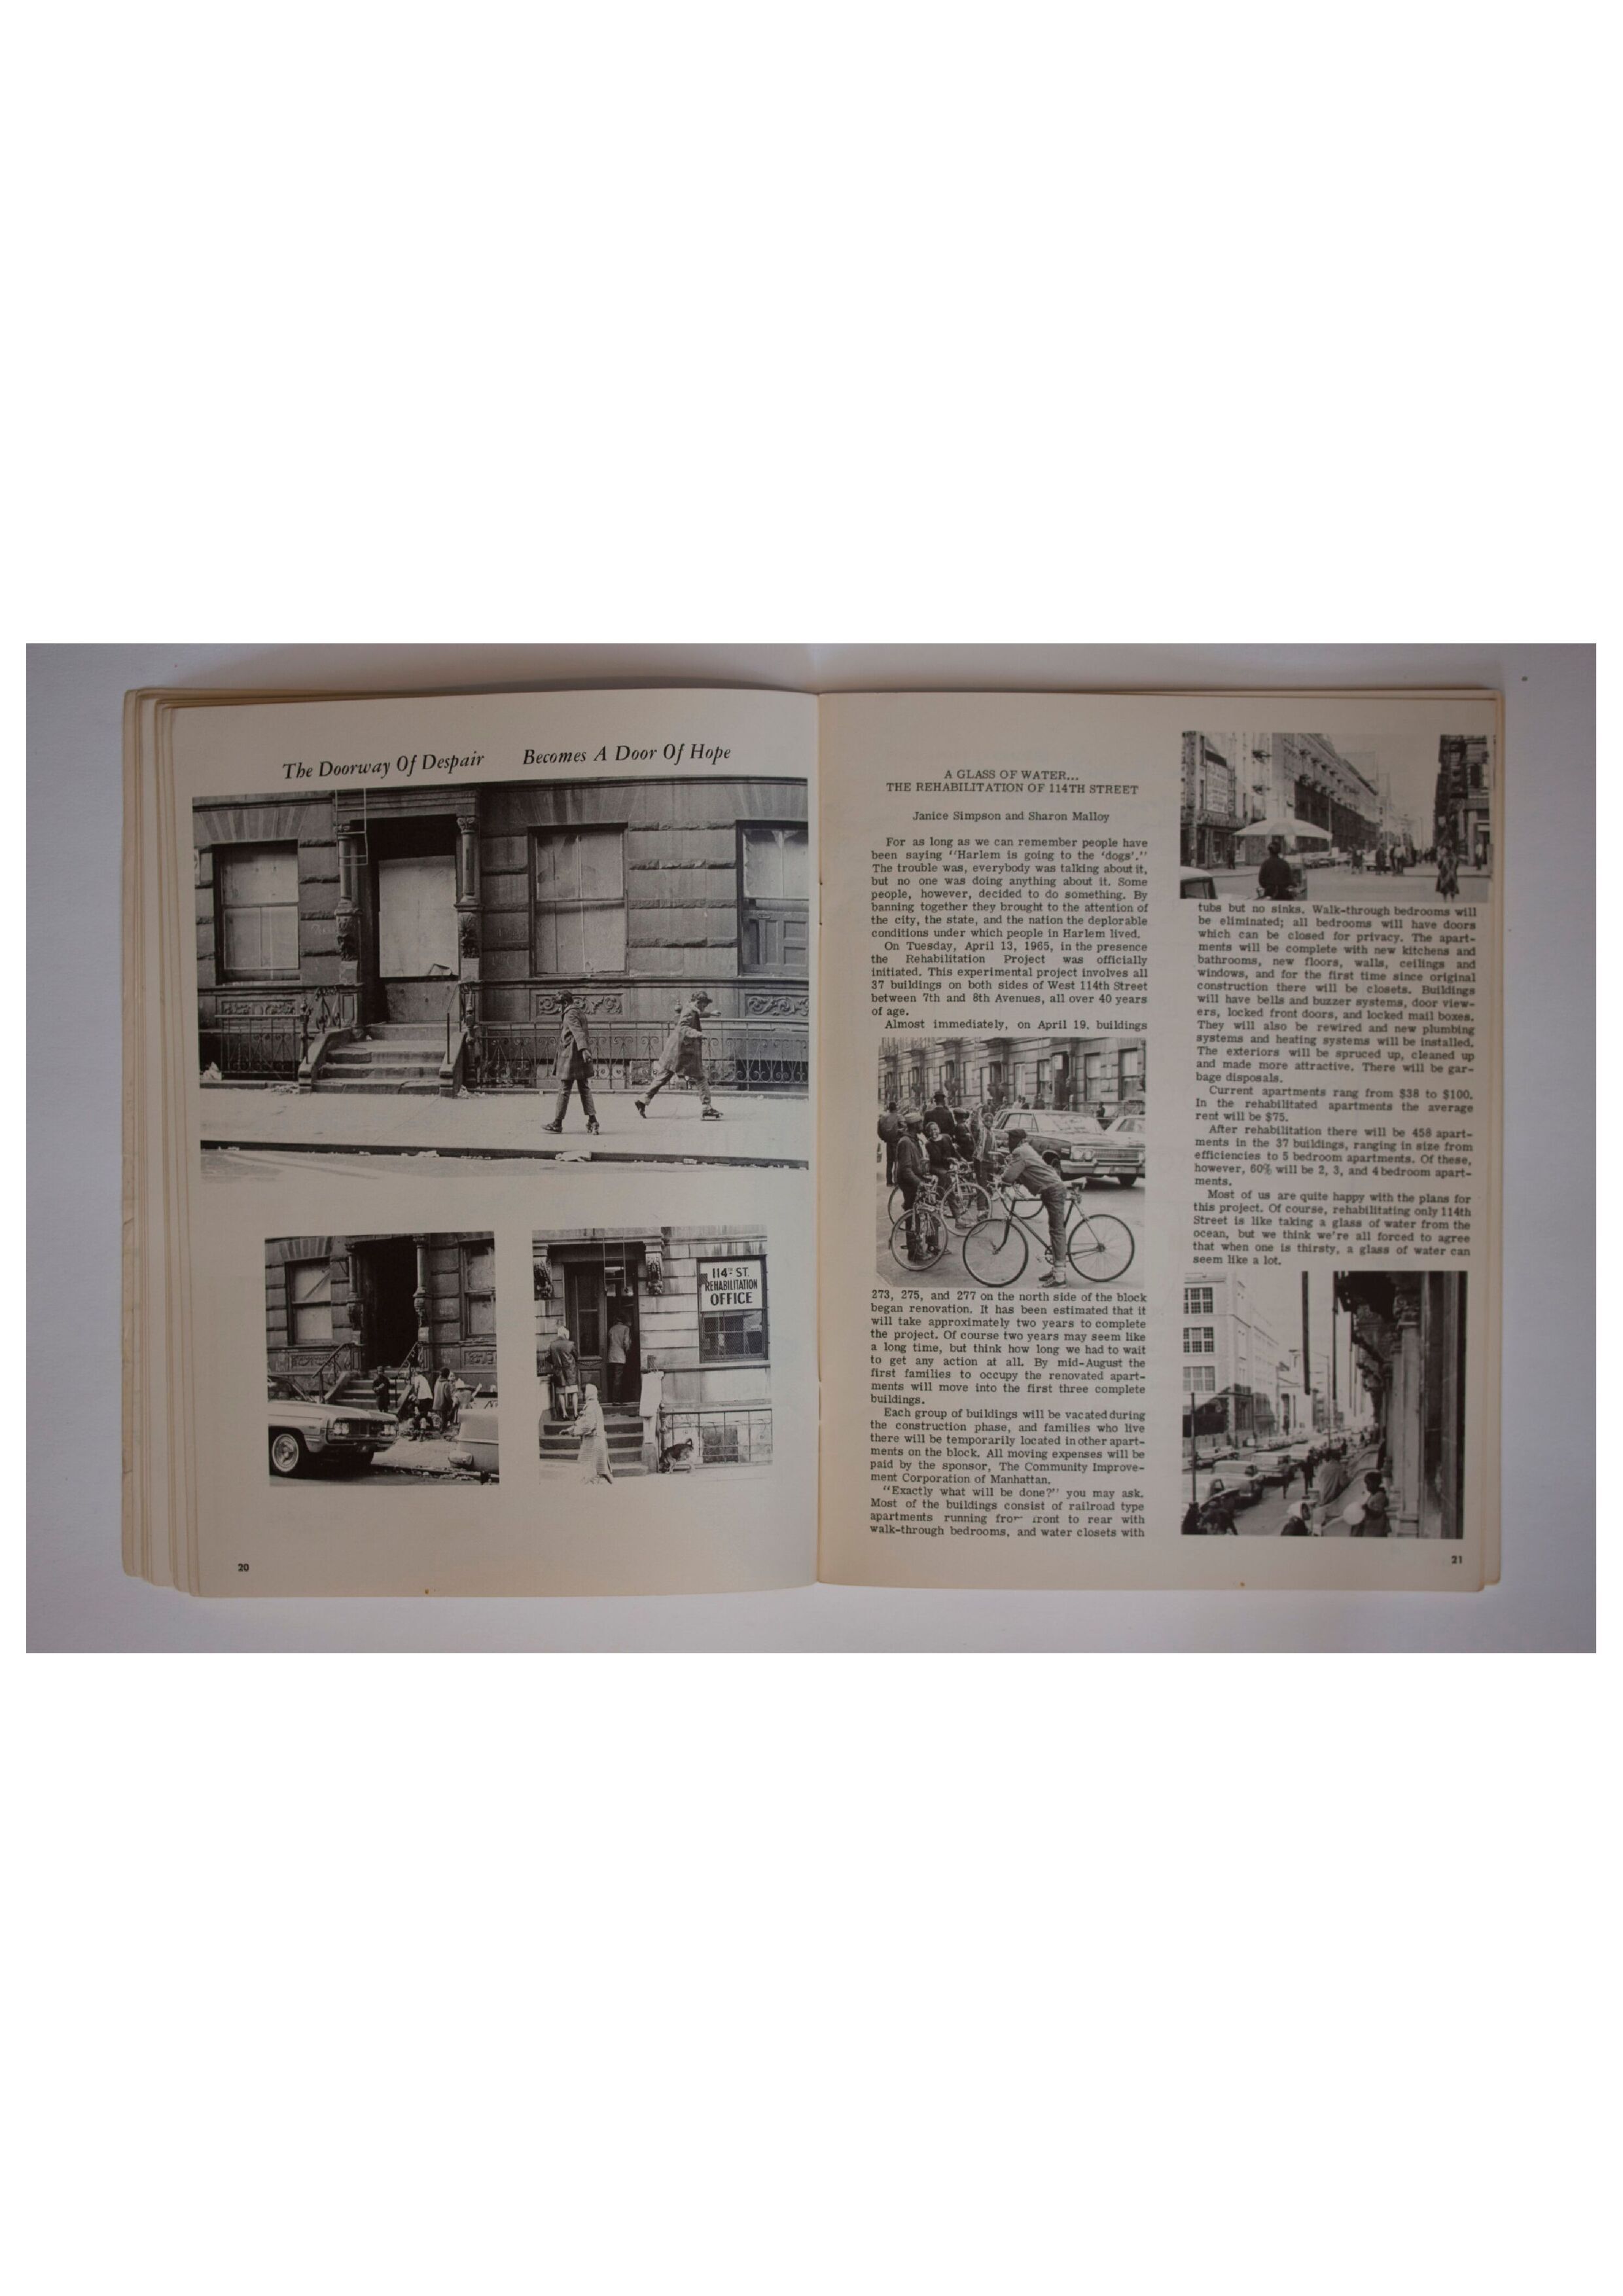 The Doorway Of Despair Becomes A Door Of Hope
114TH ST.
REHABILITATION
OFFICE
20
A GLASS OF WATER...
THE REHABILITATION OF 114TH STREET
Janice Simpson and Sharon Malloy
For as long as we can remember people have
been saying "Harlem is going to the 'dogs'."
The trouble was, everybody was talking about it,
but no one was doing anything about it. Some
people, however, decided to do something. By
banning together they brought to the attention of
the city, the state, and the nation the deplorable
conditions under which people in Harlem lived.
On Tuesday, April 13, 1965, in the presence
the Rehabilitation Project was officially
initiated. This experimental project involves all
37 buildings on both sides of West 114th Street
between 7th and 8th Avenues, all over 40 years
of age.
Almost immediately, on April 19, buildings
273, 275, and 277 on the north side of the block
began renovation. It has been estimated that it
will take approximately two years to complete
the project. Of course two years may seem like
a long time, but think how long we had to wait
to get any action at all. By mid-August the
first families to occupy the renovated apart-
ments will move into the first three complete
buildings.
Each group of buildings will be vacated during
the construction phase, and families who live
there will be temporarily located in other apart-
ments on the block. All moving expenses will be
paid by the sponsor, The Community Improve-
ment Corporation of Manhattan.
"Exactly what will be done?" you may ask.
Most of the buildings consist of railroad type
apartments running from front to rear with
walk-through bedrooms, and water closets with
tubs but no sinks. Walk-through bedrooms will
be eliminated; all bedrooms will have doors
which can be closed for privacy. The apart-
ments will be complete with new kitchens and
bathrooms, new floors, walls, ceilings and
windows, and for the first time since original
construction there will be closets. Buildings
will have bells and buzzer systems, door view-
ers, locked front doors, and locked mail boxes.
They will also be rewired and new plumbing
systems and heating systems will be installed.
The exteriors will be spruced up, cleaned up
and made more attractive. There will be gar-
bage disposals.
Current apartments rang from $38 to $100.
In the rehabilitated apartments the average
rent will be $75.
After rehabilitation there will be 458 apart-
ments in the 37 buildings, ranging in size from
efficiencies to 5 bedroom apartments. Of these,
however, 60% will be 2, 3, and 4 bedroom apart-
ments.
Most of us are quite happy with the plans for
this project. Of course, rehabilitating only 114th
Street is like taking a glass of water from the
ocean, but we think we're all forced to agree
that when one is thirsty, a glass of water can
seem like a lot.
21